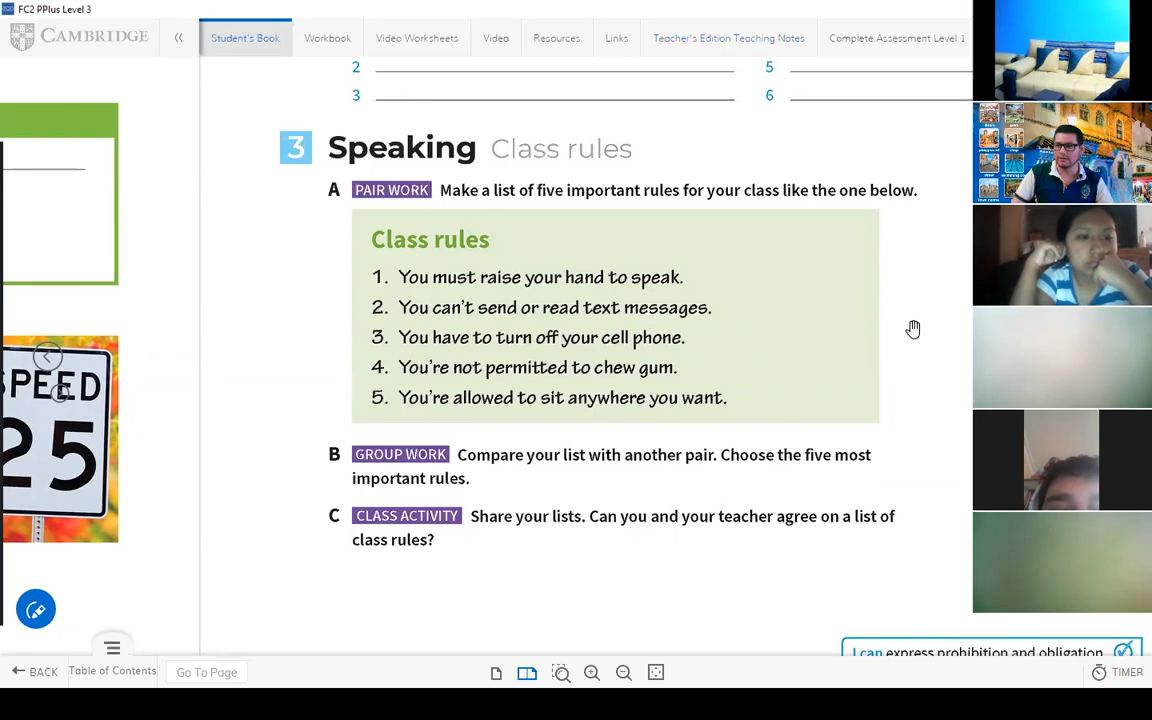 FC2 PPlus Level 3
CAMBRIDGE
Student's Book
Workbook
Video Worksheets
Video
Resources
Links
Teacher's Edition Teaching Notes
Complete Assessment Level 1
2
5
3
6
3 Speaking Class rules
A PAIR WORK Make a list of five important rules for your class like the one below.
Class rules
1. You must raise your hand to speak.
2. You can't send or read text messages.
3. You have to turn off your cell phone.
4. You're not permitted to chew gum.
5. You're allowed to sit anywhere you want.
B GROUP WORK Compare your list with another pair. Choose the five most
important rules.
C CLASS ACTIVITY Share your lists. Can you and your teacher agree on a list of
class rules?
SPEED
25
I can express prohibition and obligation.
BACK
Table of Contents
Go To Page
TIMER